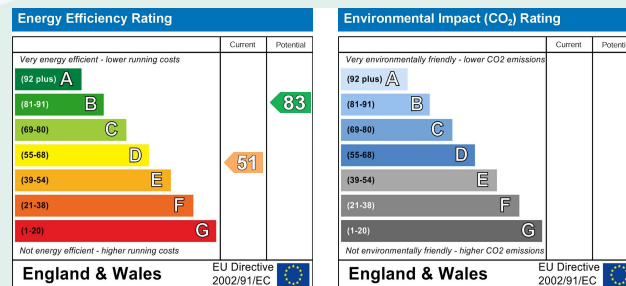 Energy Efficiency Rating
Current Potential
Very energy efficient - lower running costs
(92 plus) A
(81-91) B
83
(69-80) C
(55-68) D
51
(39-54) E
(21-38) F
(1-20) G
Not energy efficient - higher running costs
England & Wales
EU Directive
2002/91/EC
Environmental Impact (CO₂) Rating
Current Potential
Very environmentally friendly - lower CO2 emissions
(92 plus) A
(81-91) B
(69-80) C
(55-68) D
(39-54) E
(21-38) F
(1-20) G
Not environmentally friendly - higher CO2 emissions
England & Wales
EU Directive
2002/91/EC